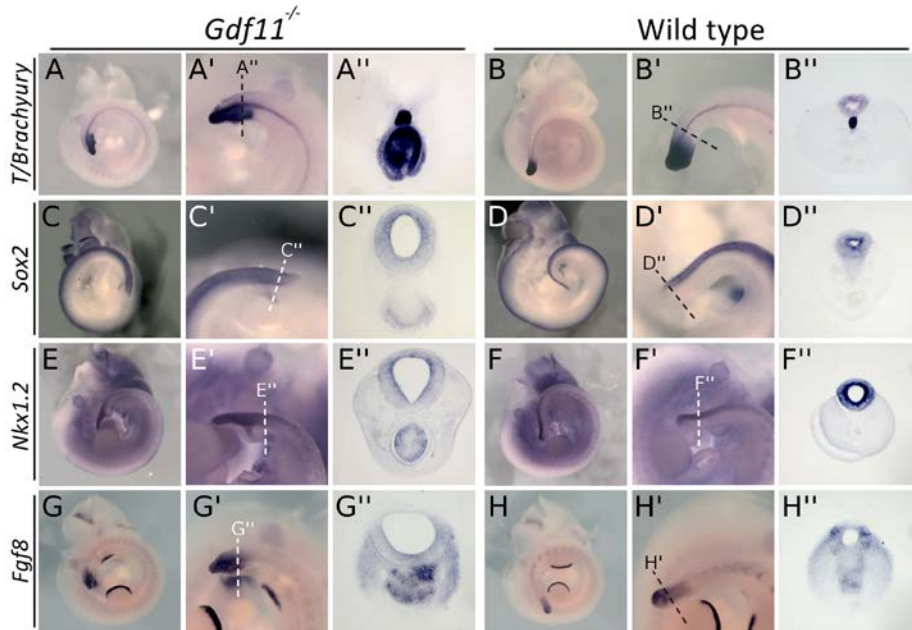 Gdf11-/- Wild type
T/Brachyury A A' A'' A'' B B' B'' B''
Sox2 C C' C'' C'' D D' D'' D''
Nkx1.2 E E' E'' E'' F F' F'' F''
Fgf8 G G' G'' G'' H H' H' H''